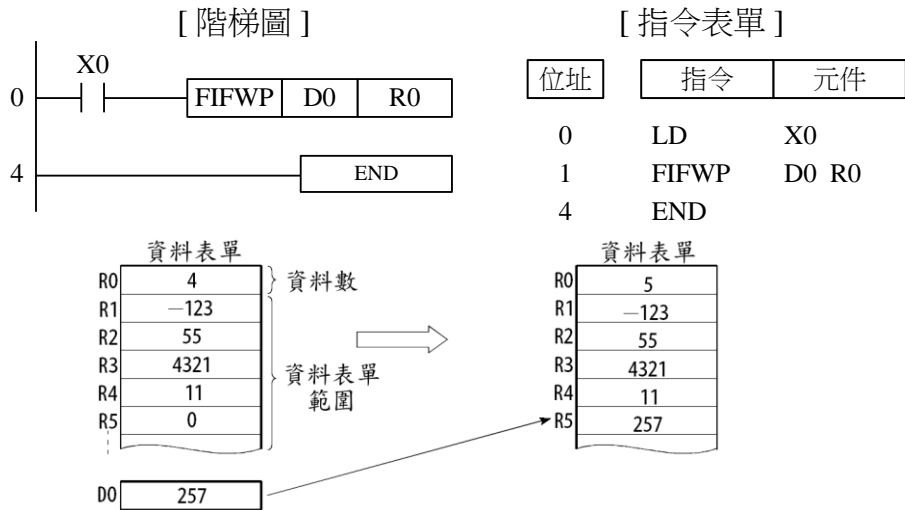 [ 階梯圖 ]
X0
0 FIFWP D0 R0
4 END
[ 指令表單 ]
位址 指令 元件
0 LD X0
1 FIFWP D0 R0
4 END
資料表單
R0 4 資料數
R1 —123
R2 55
R3 4321
R4 11
R5 0
資料表單
範圍
D0 257
資料表單
R0 5
R1 —123
R2 55
R3 4321
R4 11
R5 257